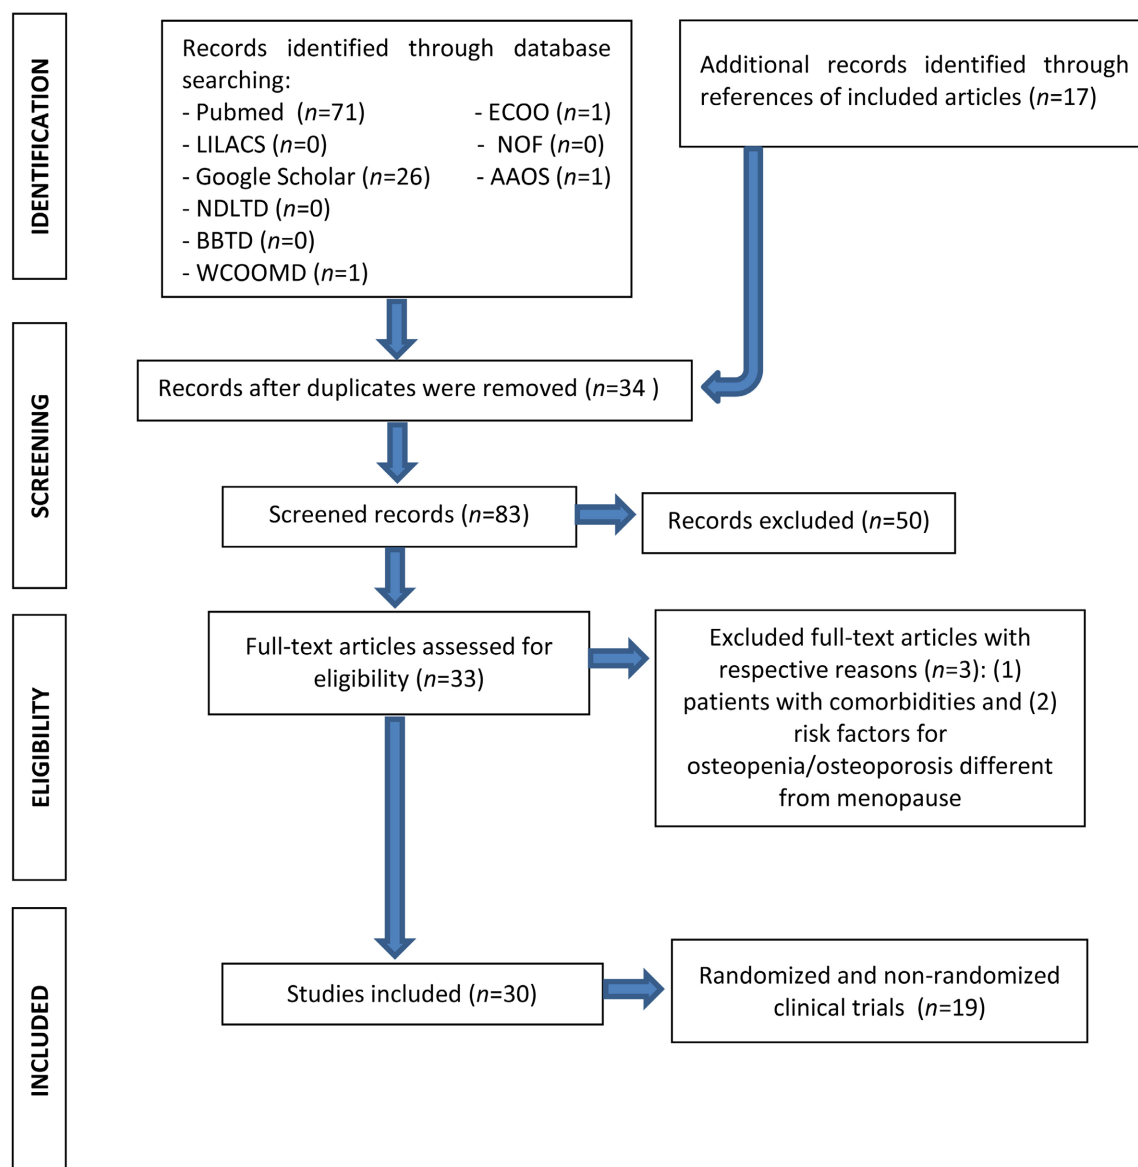 IDENTIFICATION
Records identified through database
searching:
- Pubmed (n=71)
- LILACS (n=0)
- Google Scholar (n=26)
- NDLTD (n=0)
- BBTD (n=0)
- WCOOMD (n=1)
- ECOO (n=1)
- NOF (n=0)
- AAOS (n=1)
Additional records identified through
references of included articles (n=17)
SCREENING
Records after duplicates were removed (n=34 )
Screened records (n=83)
Records excluded (n=50)
ELIGIBILITY
Full-text articles assessed for
eligibility (n=33)
Excluded full-text articles with
respective reasons (n=3): (1)
patients with comorbidities and (2)
risk factors for
osteopenia/osteoporosis different
from menopause
INCLUDED
Studies included (n=30)
Randomized and non-randomized
clinical trials (n=19)